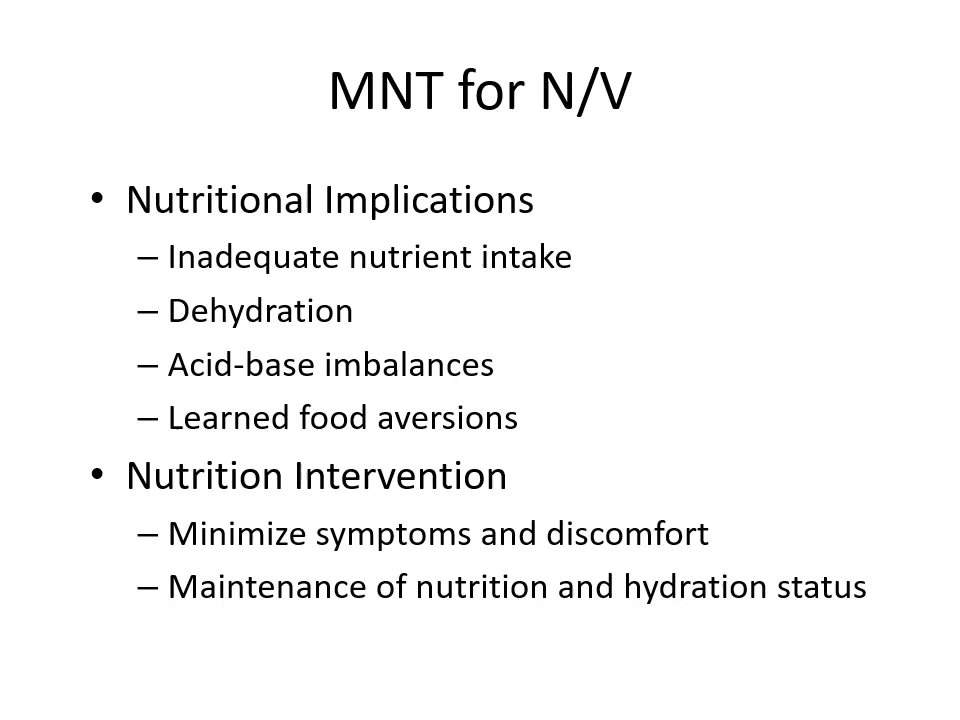 MNT for N/V
• Nutritional Implications
– Inadequate nutrient intake
– Dehydration
– Acid-base imbalances
– Learned food aversions
• Nutrition Intervention
– Minimize symptoms and discomfort
– Maintenance of nutrition and hydration status